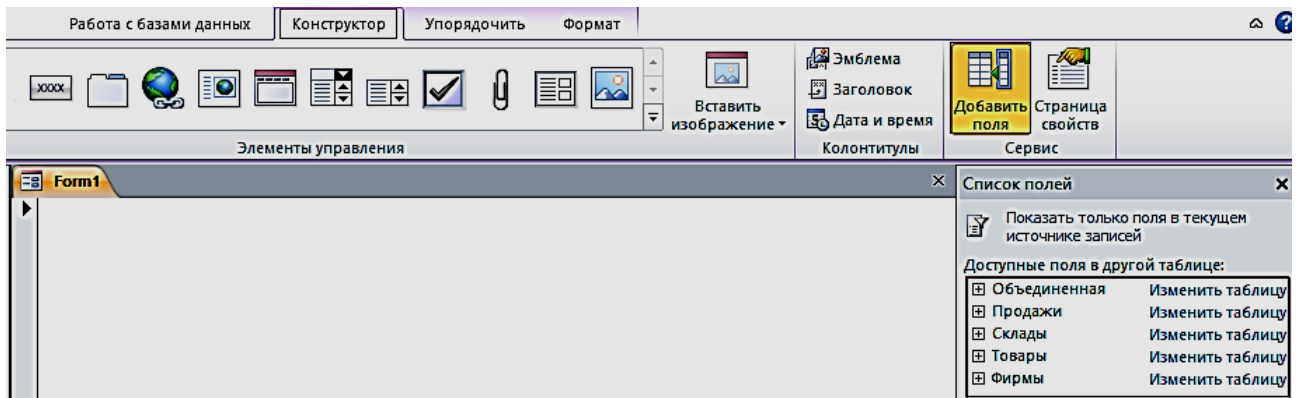 Работа с базами данных Конструктор Упорядочить Формат
XXXX
Вставить изображение
Эмблема
Заголовок
Дата и время
Добавить поля
Страница свойств
Элементы управления Колонтитулы Сервис
Form1
Список полей
Показать только поля в текущем
источнике записей
Доступные поля в другой таблице:
Объединенная Изменить таблицу
Продажи Изменить таблицу
Склады Изменить таблицу
Товары Изменить таблицу
Фирмы Изменить таблицу